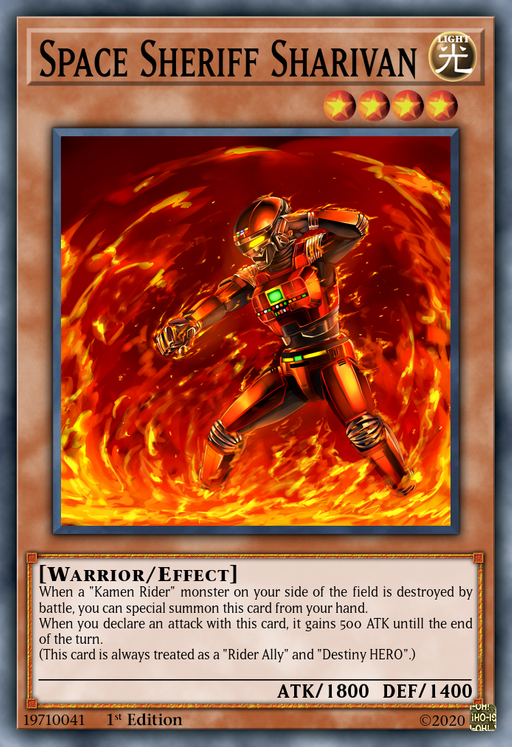 SPACE SHERIFF SHARIVAN
LIGHT
光
[WARRIOR/EFFECT]
When a "Kamen Rider" monster on your side of the field is destroyed by
battle, you can special summon this card from your hand.
When you declare an attack with this card, it gains 500 ATK untill the end
of the turn.
(This card is always treated as a "Rider Ally" and "Destiny HERO".)
ATK/1800 DEF/1400
19710041 1st Edition ©2020